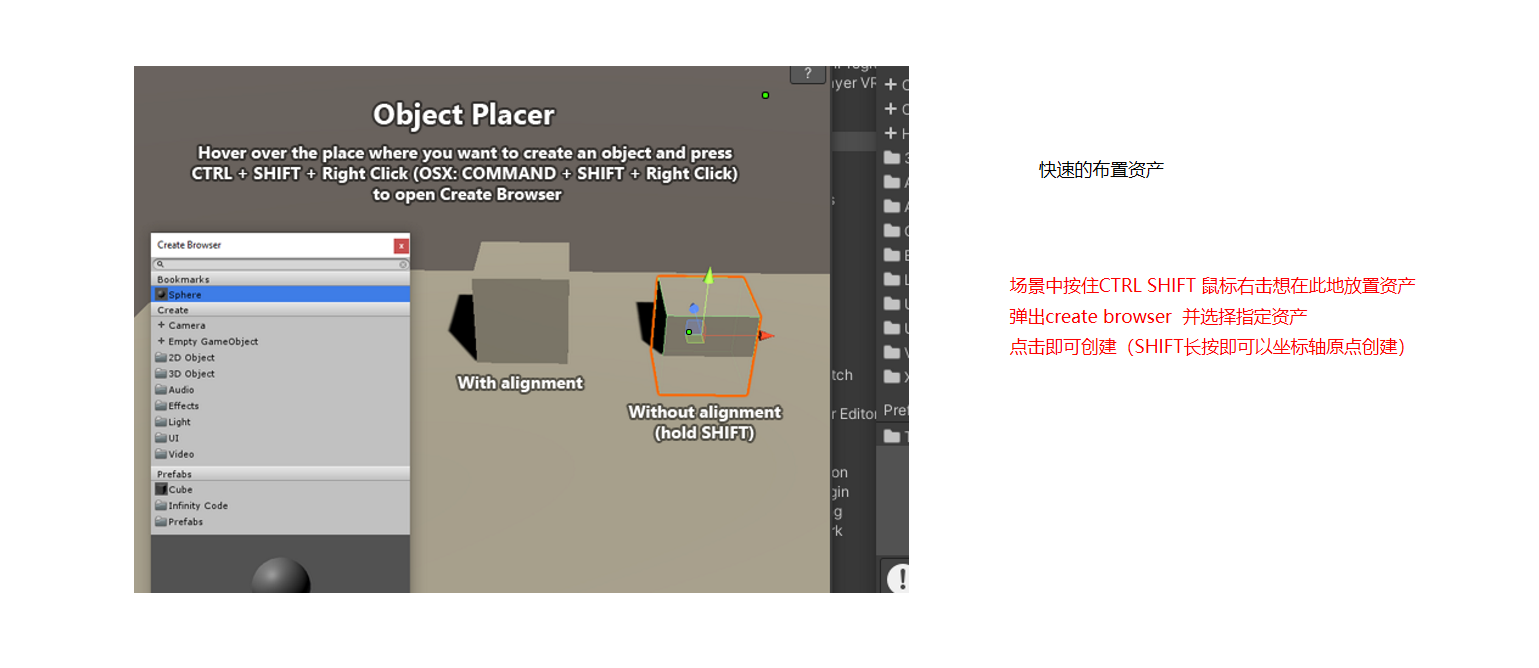 ?
Object Placer
Hover over the place where you want to create an object and press
CTRL + SHIFT + Right Click (OSX: COMMAND + SHIFT + Right Click)
to open Create Browser
Create Browser
x
Bookmarks
Sphere
Create
+ Camera
+ Empty GameObject
2D Object
3D Object
Audio
Effects
Light
UI
Video
Prefabs
Cube
Infinity Code
Prefabs
With alignment
Without alignment
(hold SHIFT)
快速的布置资产
场景中按住CTRL SHIFT 鼠标右击想在此地放置资产
弹出create browser 并选择指定资产
点击即可创建（SHIFT长按即可以坐标轴原点创建）